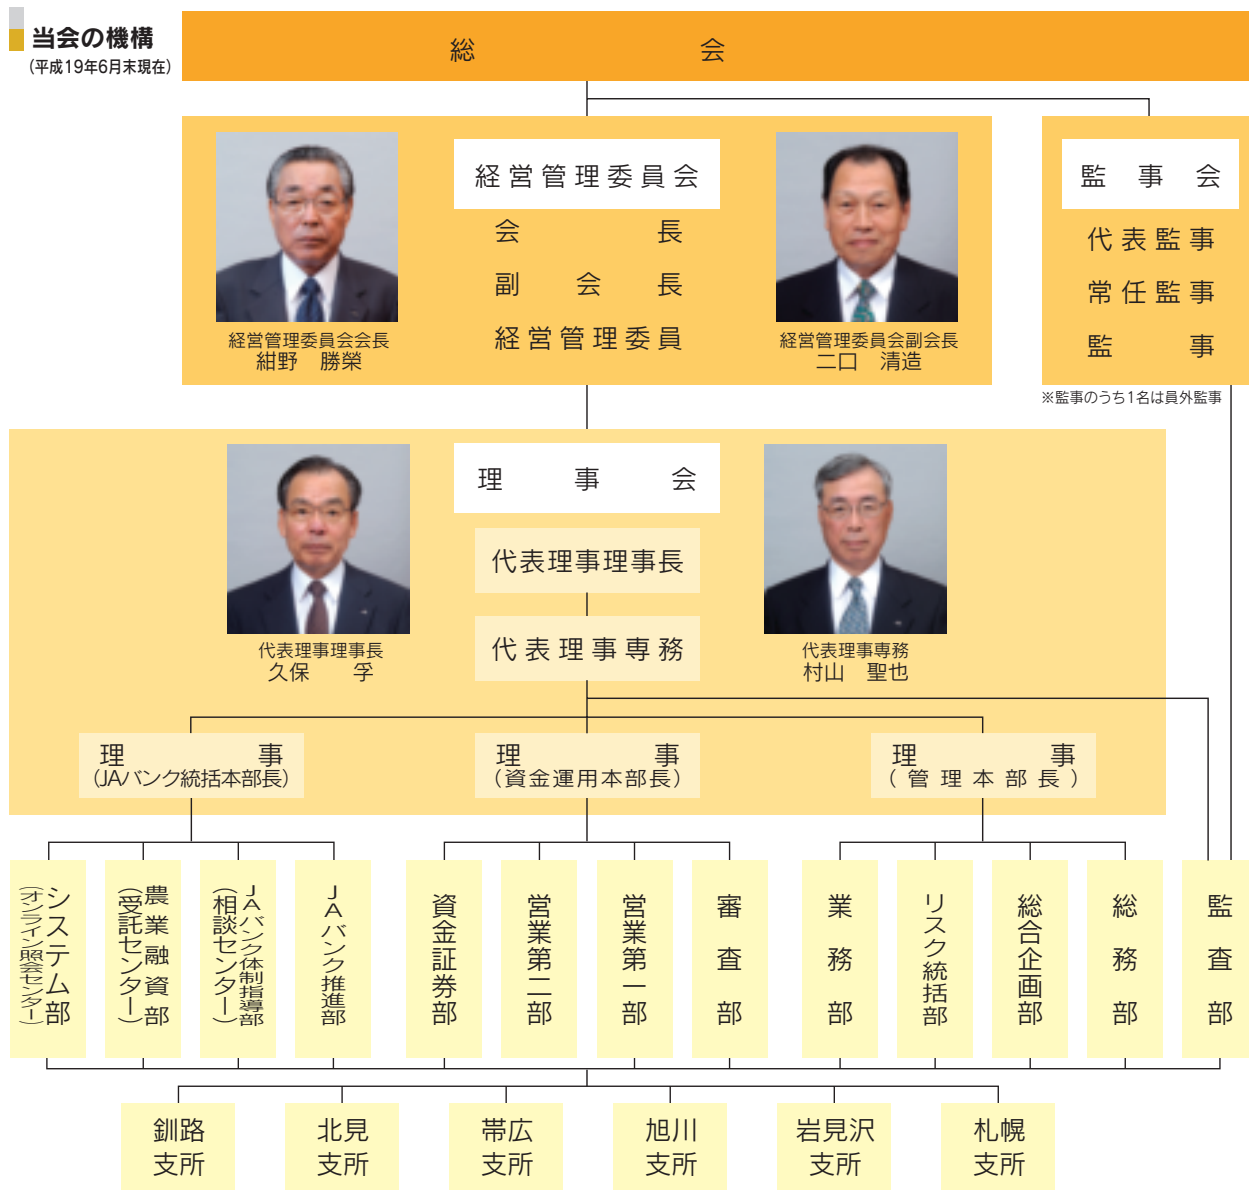 当会の機構
(平成19年6月末現在)
総会
経営管理委員会
会長
副会長
経営管理委員
経営管理委員会会長
紺野 勝榮
経営管理委員会副会長
二口 清造
監事会
代表監事
常任監事
監事
※監事のうち1名は員外監事
理事会
代表理事理事長
代表理事専務
代表理事理事長
久保 孚
代表理事専務
村山 聖也
理事
(JAバンク統括本部長)
理事
(資金運用本部長)
理事
(管理本部長)
システム部
(オンライン照会センター)
農業融資部
(受託センター)
JAバンク体制指導部
(相談センター)
JAバンク推進部
資金証券部
営業第二部
営業第一部
審査部
業務部
リスク統括部
総合企画部
総務部
監査部
釧路
支所
北見
支所
帯広
支所
旭川
支所
岩見沢
支所
札幌
支所